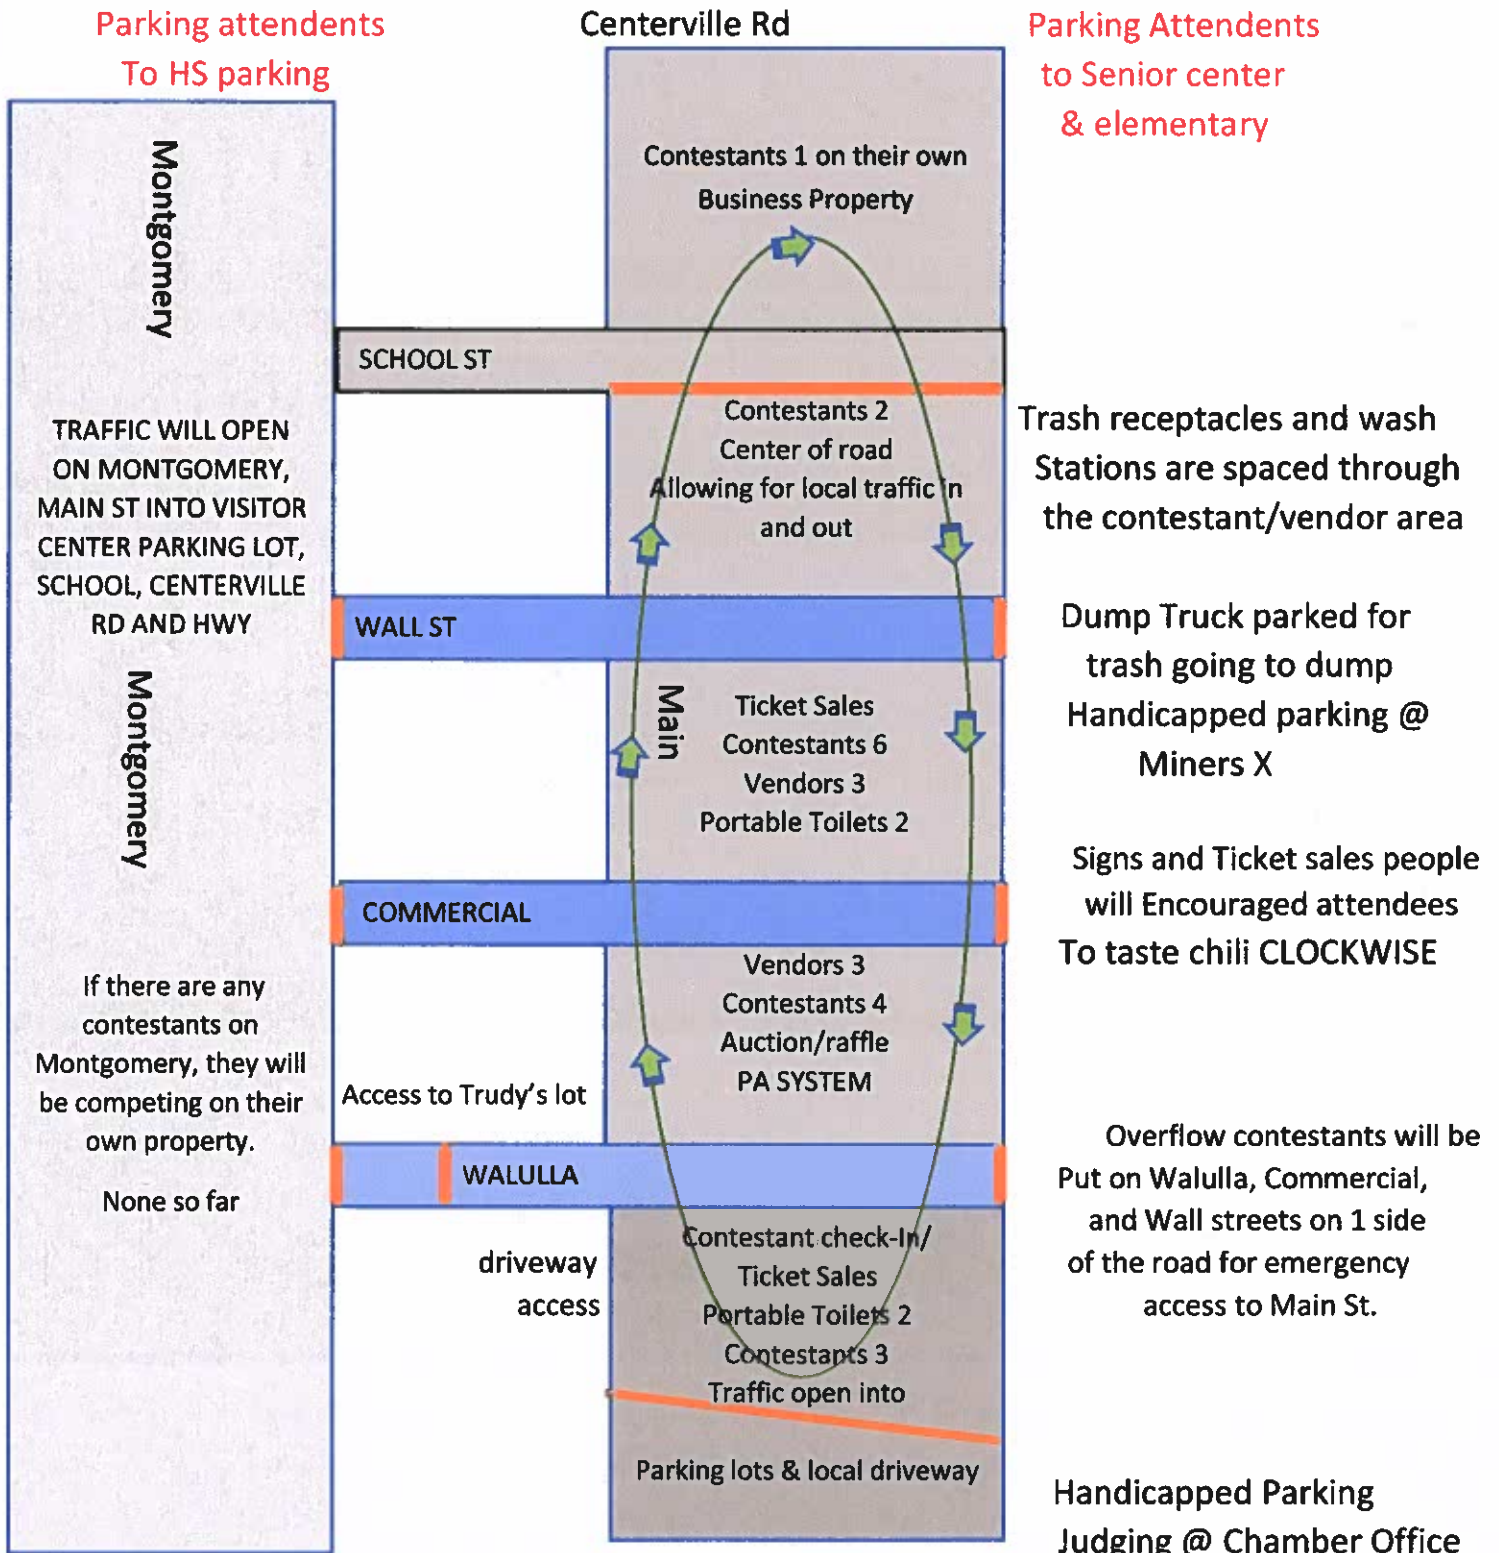 Parking attendents
To HS parking
Centerville Rd
Parking Attendents
to Senior center
& elementary
Montgomery
Contestants 1 on their own
Business Property
SCHOOL ST
TRAFFIC WILL OPEN
ON MONTGOMERY,
MAIN ST INTO VISITOR
CENTER PARKING LOT,
SCHOOL, CENTERVILLE
RD AND HWY
Contestants 2
Center of road
Allowing for local traffic in
and out
Trash receptacles and wash
Stations are spaced through
the contestant/vendor area
WALL ST
Dump Truck parked for
trash going to dump
Handicapped parking @
Miners X
Montgomery
Main
Ticket Sales
Contestants 6
Vendors 3
Portable Toilets 2
Signs and Ticket sales people
will Encouraged attendees
To taste chili CLOCKWISE
COMMERCIAL
If there are any
contestants on
Montgomery, they will
be competing on their
own property.
None so far
Vendors 3
Contestants 4
Auction/raffle
PA SYSTEM
Access to Trudy's lot
WALULLA
Overflow contestants will be
Put on Walulla, Commercial,
and Wall streets on 1 side
of the road for emergency
access to Main St.
driveway
access
Contestant check-In/
Ticket Sales
Portable Toilets 2
Contestants 3
Traffic open into
Parking lots & local driveway
Handicapped Parking
Judging @ Chamber Office